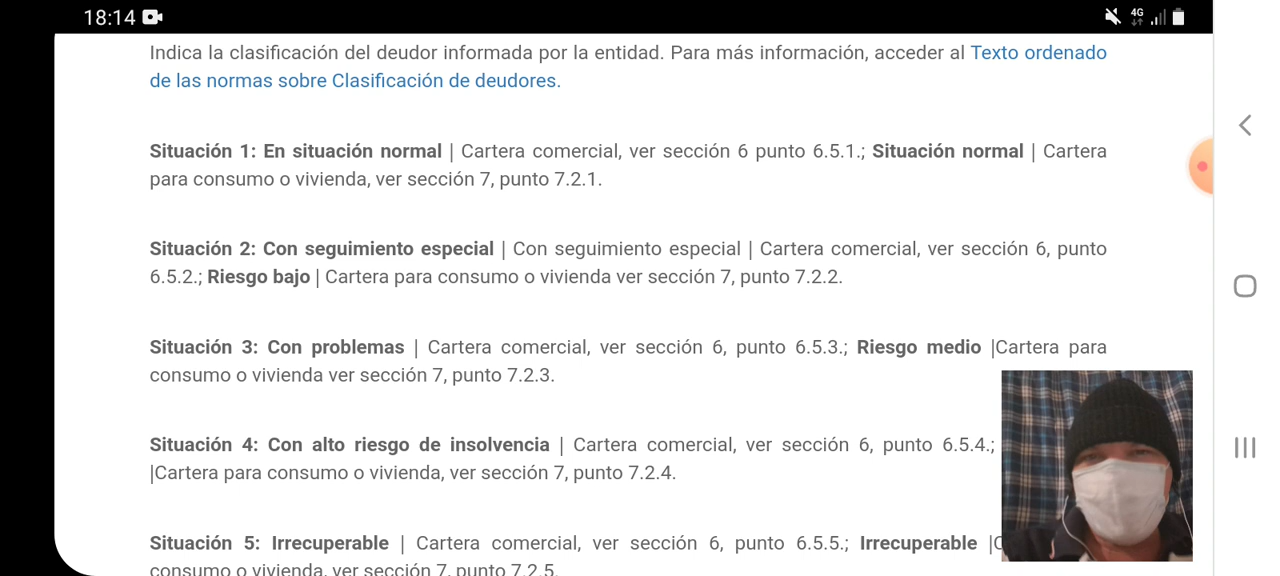 18:14
4G
Indica la clasificación del deudor informada por la entidad. Para más información, acceder al Texto ordenado
de las normas sobre Clasificación de deudores.
Situación 1: En situación normal | Cartera comercial, ver sección 6 punto 6.5.1.; Situación normal | Cartera
para consumo o vivienda, ver sección 7, punto 7.2.1.
Situación 2: Con seguimiento especial | Con seguimiento especial | Cartera comercial, ver sección 6, punto
6.5.2.; Riesgo bajo | Cartera para consumo o vivienda ver sección 7, punto 7.2.2.
Situación 3: Con problemas | Cartera comercial, ver sección 6, punto 6.5.3.; Riesgo medio |Cartera para
consumo o vivienda ver sección 7, punto 7.2.3.
Situación 4: Con alto riesgo de insolvencia | Cartera comercial, ver sección 6, punto 6.5.4.;
|Cartera para consumo o vivienda, ver sección 7, punto 7.2.4.
Situación 5: Irrecuperable | Cartera comercial, ver sección 6, punto 6.5.5.; Irrecuperable |
consumo o vivienda, ver sección 7, punto 7.2.5.